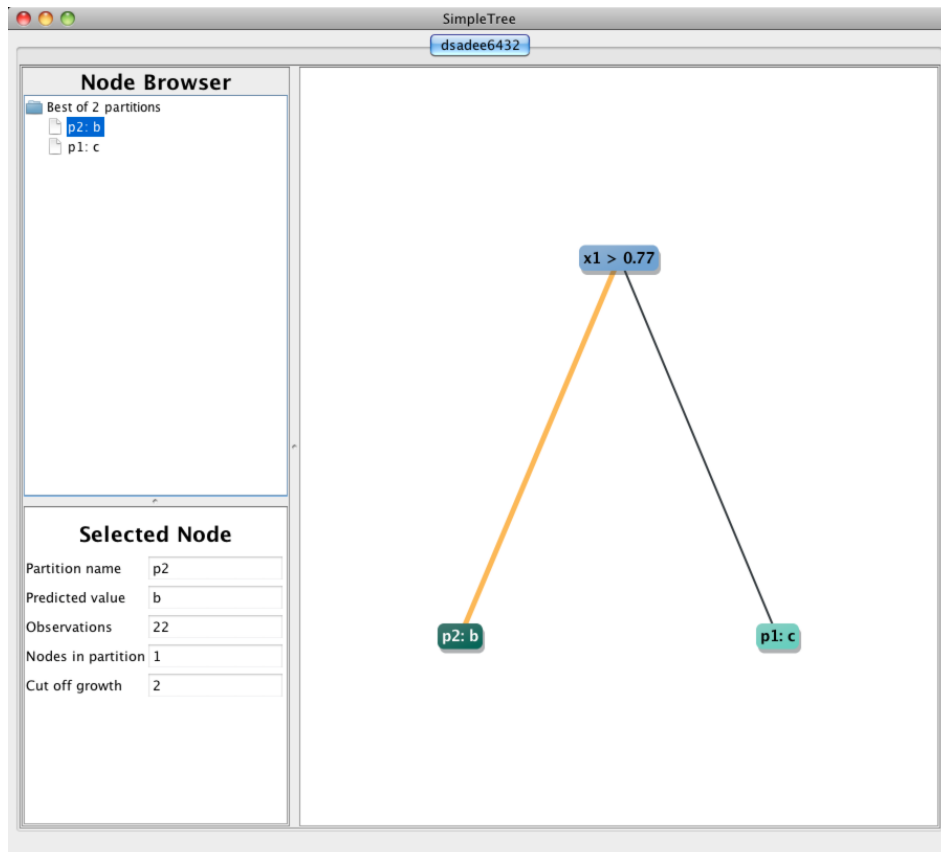 SimpleTree
dsadee6432
Node Browser
Best of 2 partitions
p2: b
p1: c
Selected Node
Partition name p2
Predicted value b
Observations 22
Nodes in partition 1
Cut off growth 2
x1 > 0.77
p2: b
p1: c